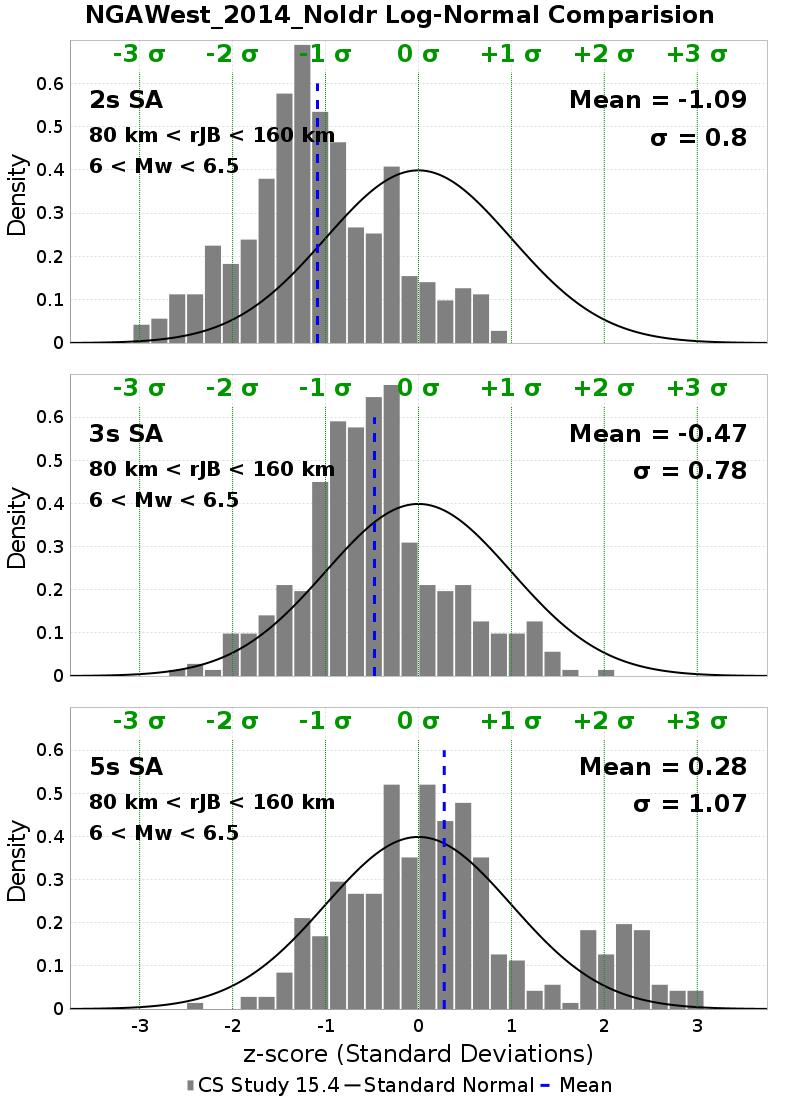 NGAWest_2014_NoIdr Log-Normal Comparision
-3 σ -2 σ -1 σ 0 σ +1 σ +2 σ +3 σ
2s SA
Mean = -1.09
80 km < rJB < 160 km
σ = 0.8
6 < Mw < 6.5
Density
0.6
0.5
0.4
0.3
0.2
0.1
0
-3 σ -2 σ -1 σ 0 σ +1 σ +2 σ +3 σ
3s SA
Mean = -0.47
80 km < rJB < 160 km
σ = 0.78
6 < Mw < 6.5
Density
0.6
0.5
0.4
0.3
0.2
0.1
0
-3 σ -2 σ -1 σ 0 σ +1 σ +2 σ +3 σ
5s SA
Mean = 0.28
80 km < rJB < 160 km
σ = 1.07
6 < Mw < 6.5
Density
0.6
0.5
0.4
0.3
0.2
0.1
0
-3 -2 -1 0 1 2 3
z-score (Standard Deviations)
CS Study 15.4 Standard Normal Mean